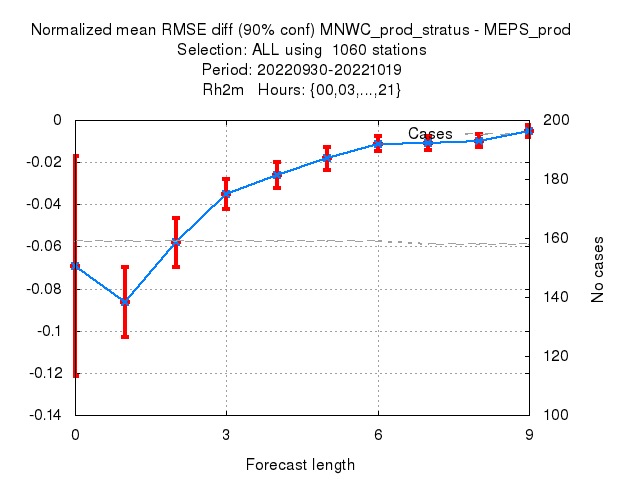 Normalized mean RMSE diff (90% conf) MNWC_prod_stratus - MEPS_prod
Selection: ALL using  1060 stations
Period: 20220930-20221019
Rh2m   Hours: {00,03,...,21}
0
-0.02
-0.04
-0.06
-0.08
-0.1
-0.12
-0.14
Cases
200
180
160
140
120
100
No cases
0 3 6 9
Forecast length